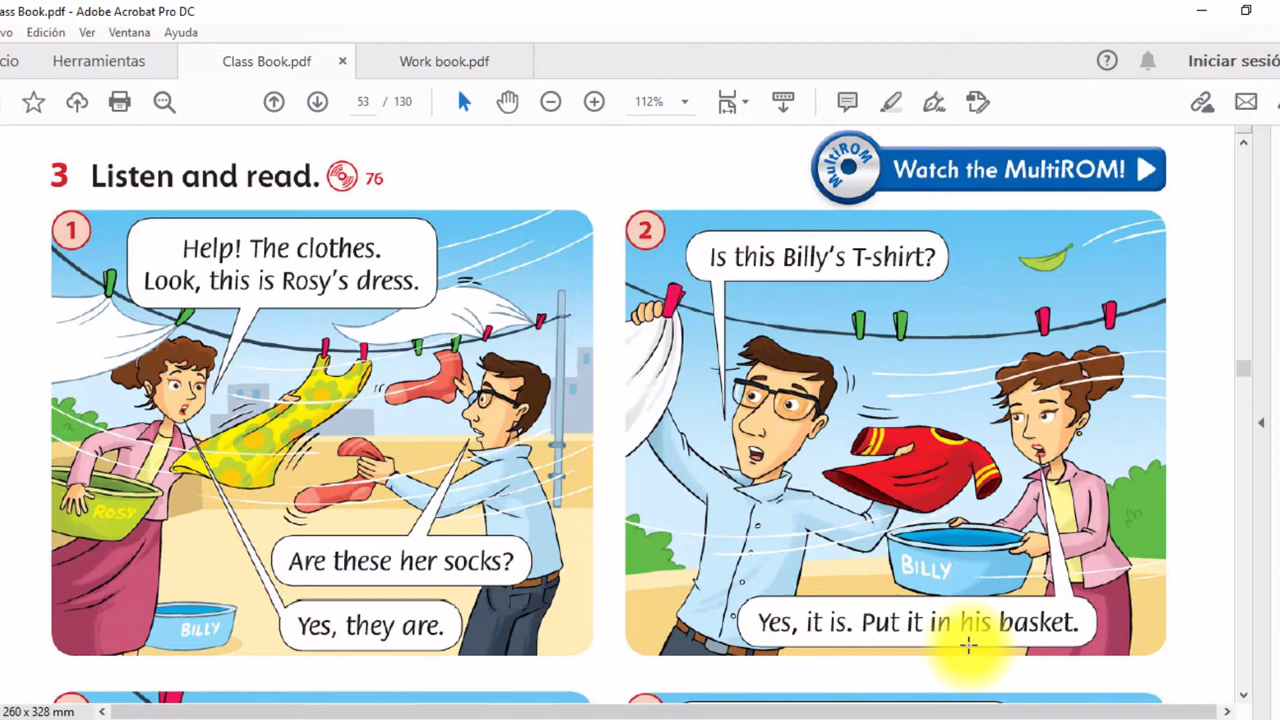 lass Book.pdf - Adobe Acrobat Pro DC
vo Edición Ver Ventana Ayuda
cio Herramientas Class Book.pdf × Work book.pdf ? Iniciar sesió
53 / 130 112%
3 Listen and read. 76
MultiROM Watch the MultiROM!
1
Help! The clothes.
Look, this is Rosy's dress.
ROSY
Are these her socks?
BILLY
Yes, they are.
2
Is this Billy's T-shirt?
BILLY
Yes, it is. Put it in his basket.
260 x 328 mm